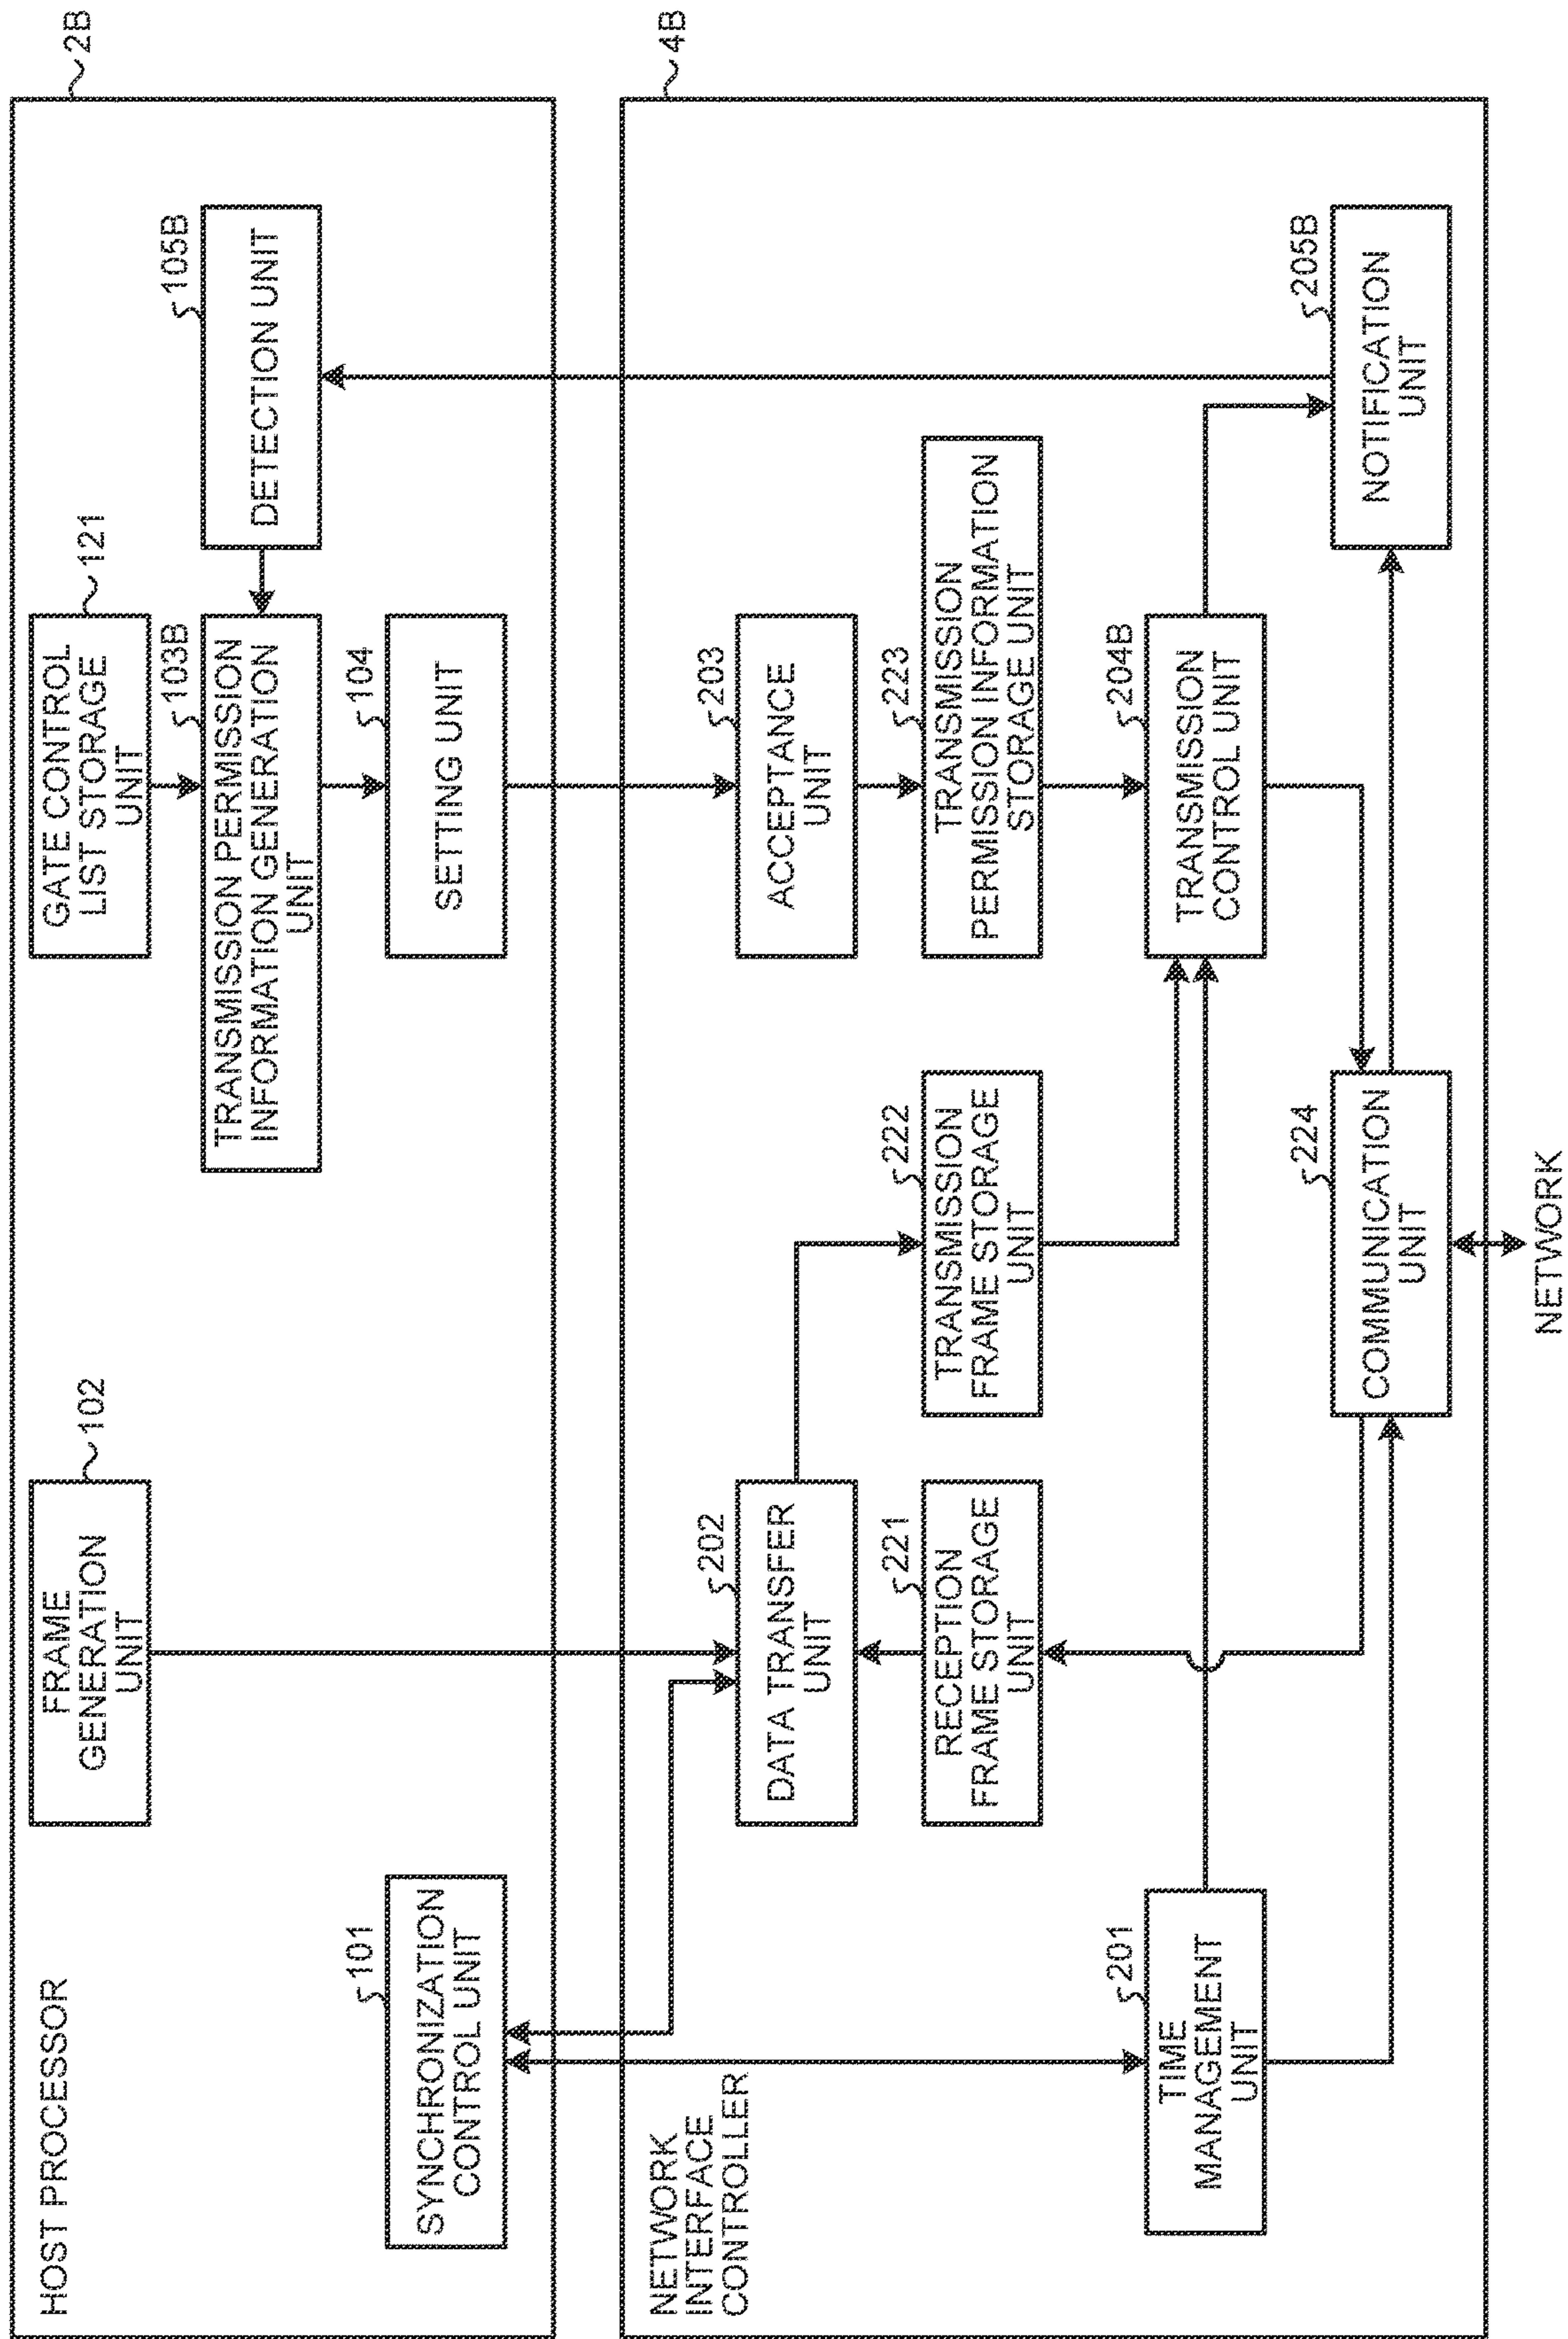 HOST PROCESSOR
2B
FRAME
GENERATION
UNIT
102
GATE CONTROL
LIST STORAGE
UNIT
121
TRANSMISSION PERMISSION
INFORMATION GENERATION
UNIT
103B
DETECTION UNIT
105B
SYNCHRONIZATION
CONTROL UNIT
101
SETTING UNIT
104
NETWORK
INTERFACE
CONTROLLER
4B
DATA TRANSFER
UNIT
202
ACCEPTANCE
UNIT
203
RECEPTION
FRAME STORAGE
UNIT
221
TRANSMISSION
FRAME STORAGE
UNIT
222
TRANSMISSION
PERMISSION INFORMATION
STORAGE UNIT
223
TIME
MANAGEMENT
UNIT
201
TRANSMISSION
CONTROL UNIT
204B
COMMUNICATION
UNIT
224
NOTIFICATION
UNIT
205B
NETWORK